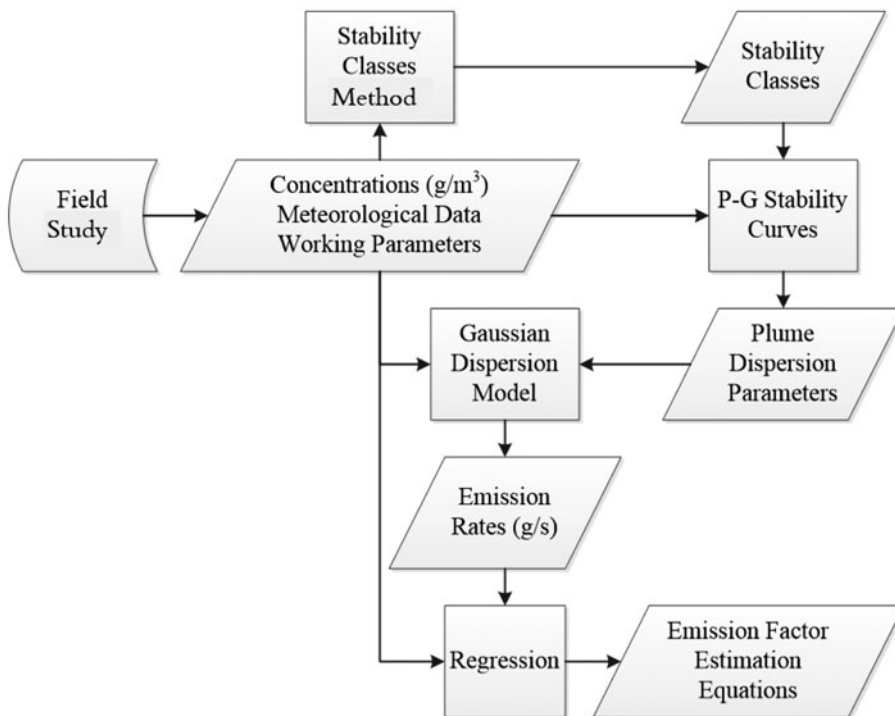 Stability
Classes
Method
Stability
Classes
Field
Study
Concentrations (g/m³)
Meteorological Data
Working Parameters
P-G Stability
Curves
Gaussian
Dispersion
Model
Plume
Dispersion
Parameters
Emission
Rates (g/s)
Regression
Emission Factor
Estimation
Equations